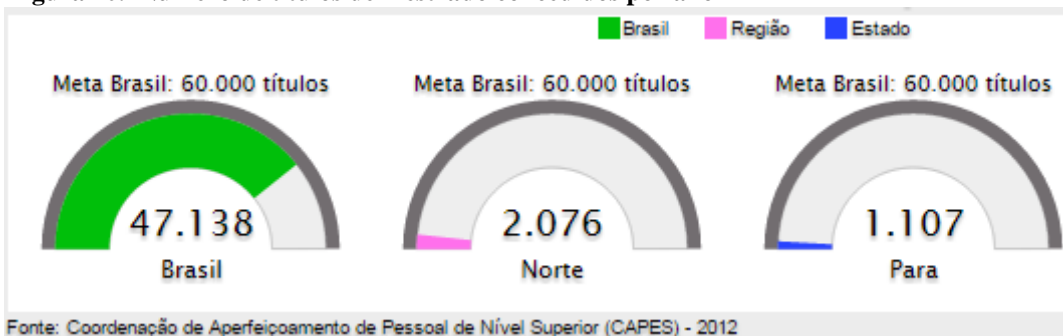 Brasil Região Estado
Meta Brasil: 60.000 títulos Meta Brasil: 60.000 títulos Meta Brasil: 60.000 títulos
47.138 2.076 1.107
Brasil Norte Para
Fonte: Coordenação de Aperfeiçoamento de Pessoal de Nível Superior (CAPES) - 2012